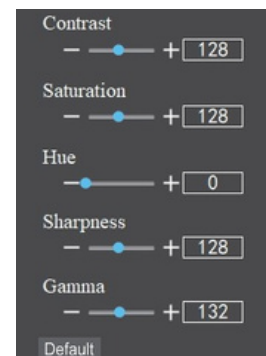 Contrast
− + 128
Saturation
− + 128
Hue
− + 0
Sharpness
− + 128
Gamma
− + 132
Default